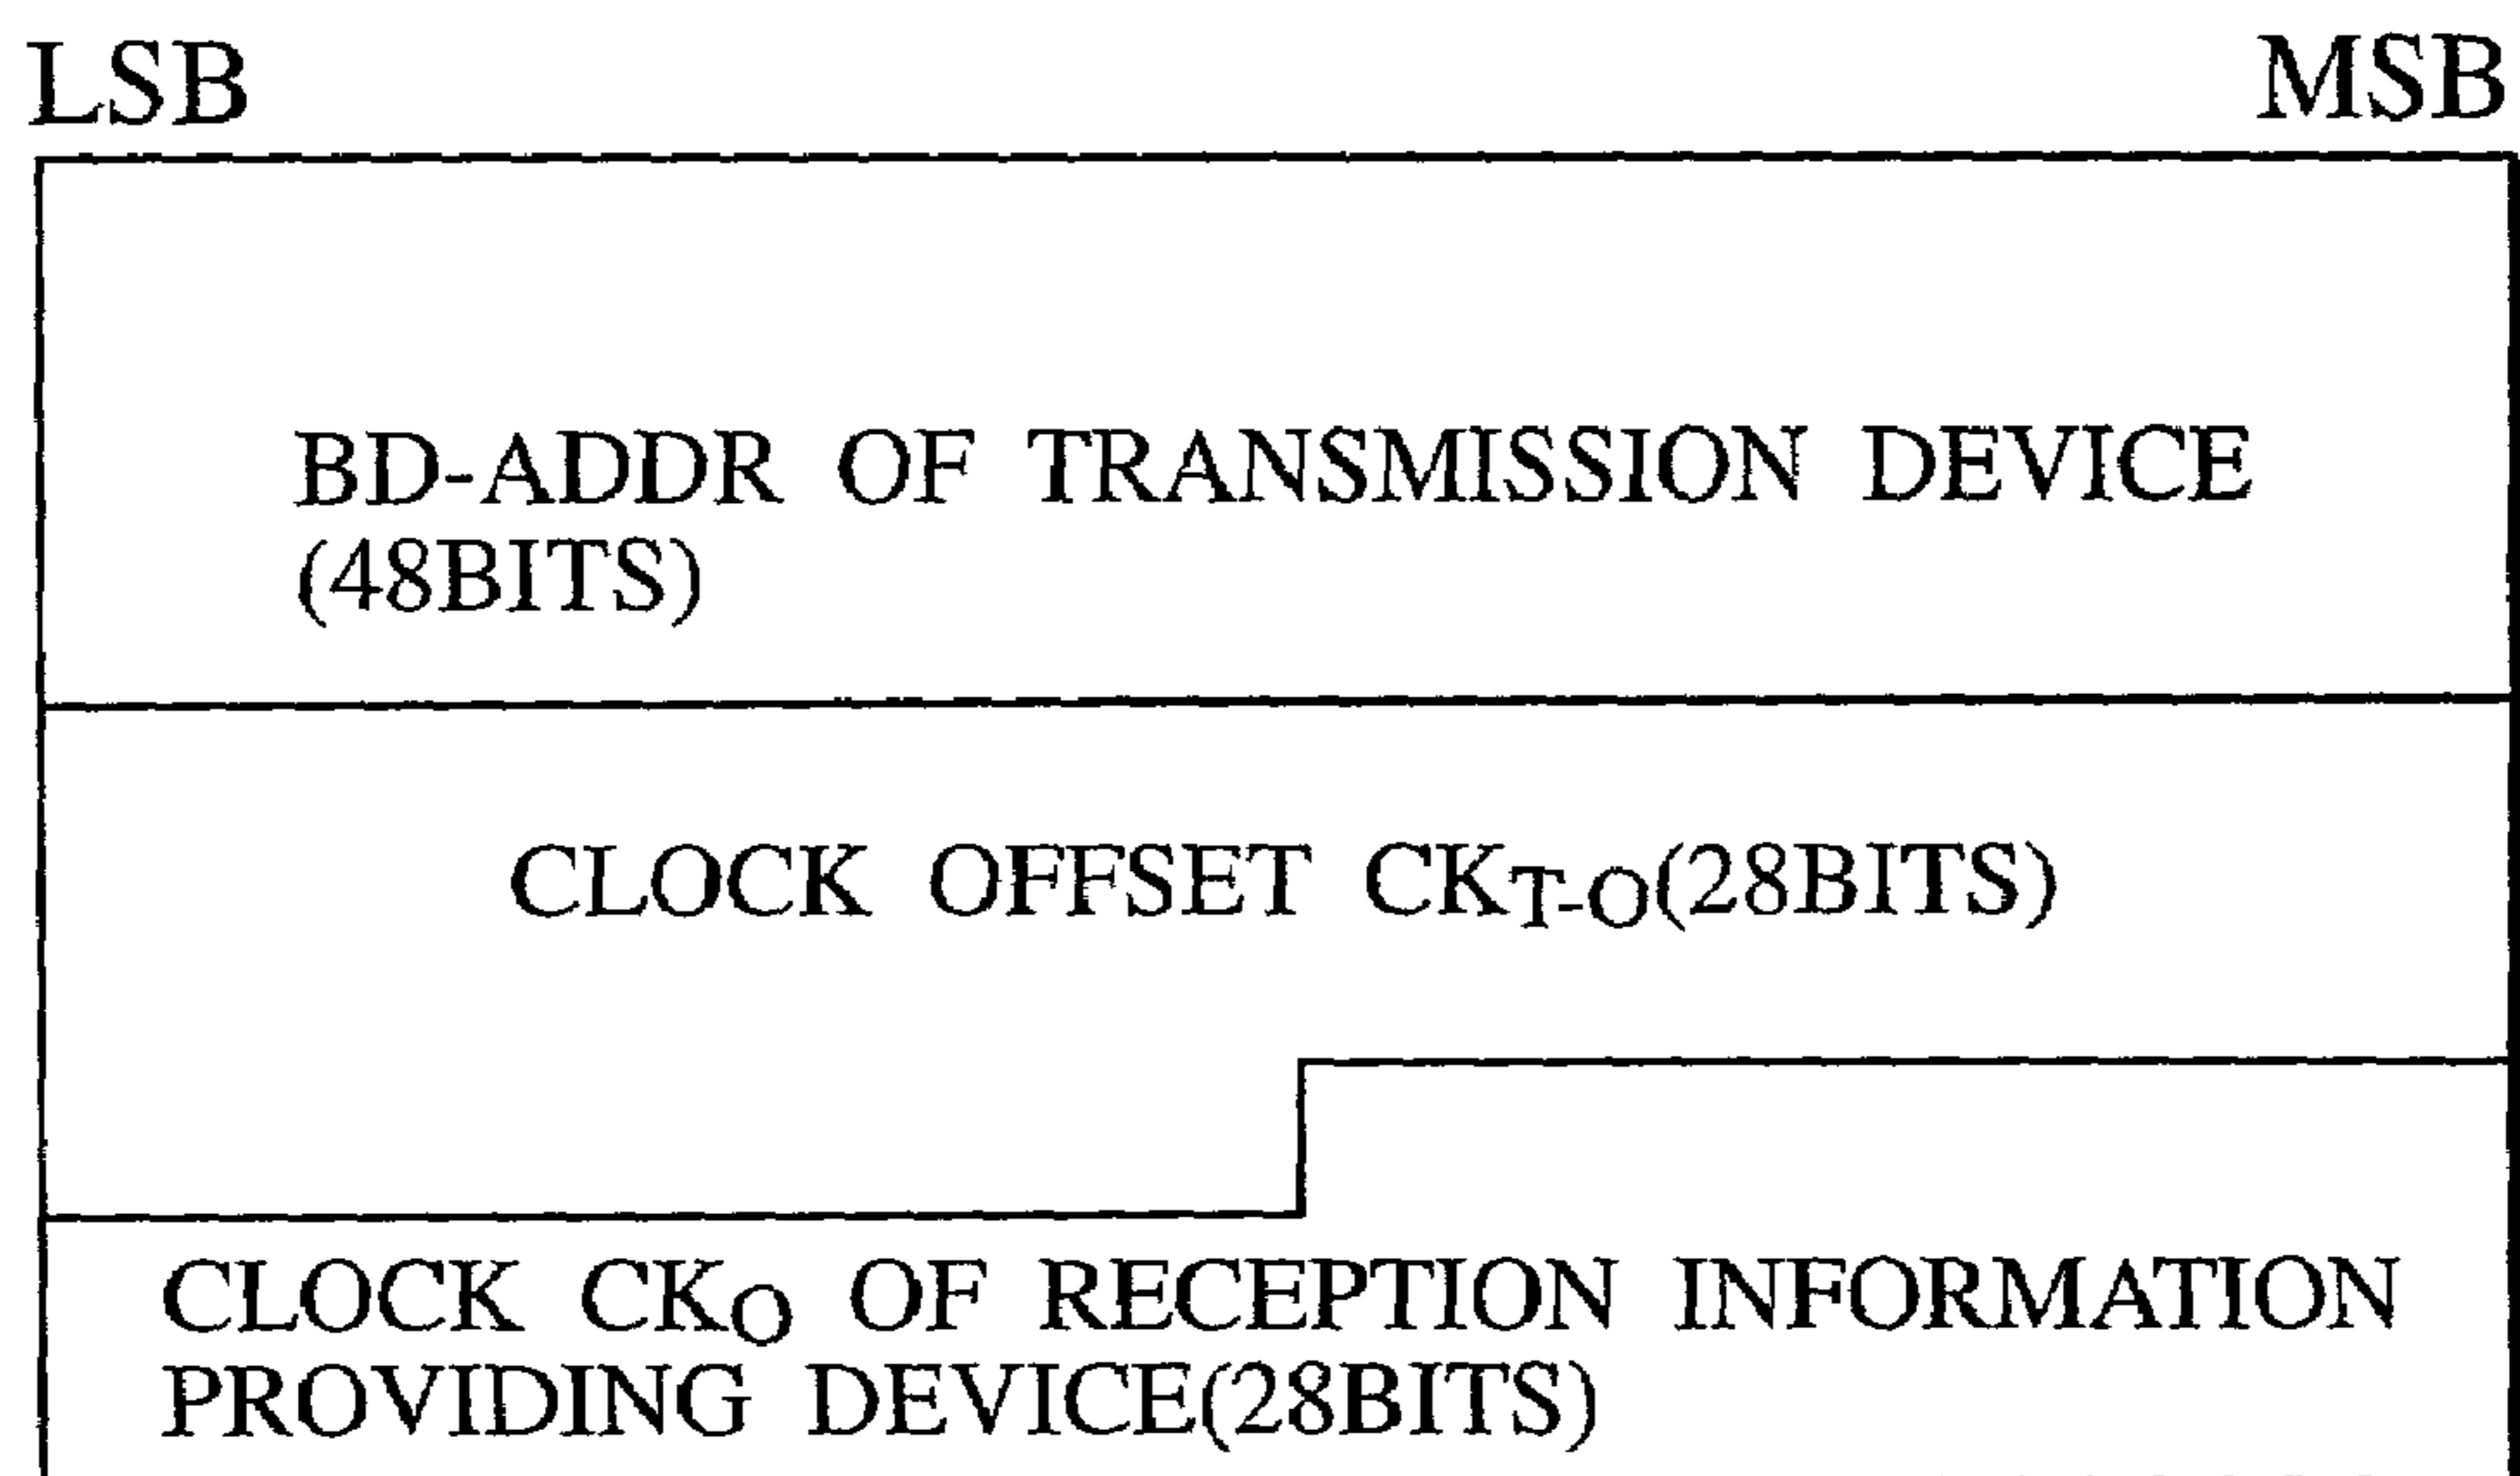 LSB MSB
BD-ADDR OF TRANSMISSION DEVICE
(48BITS)
CLOCK OFFSET CKT-O(28BITS)
CLOCK CKO OF RECEPTION INFORMATION
PROVIDING DEVICE(28BITS)